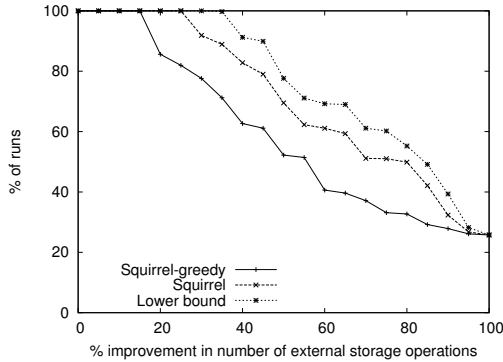 100
80
60
40
20
0
% of runs
Squirrel-greedy
Squirrel
Lower bound
0 20 40 60 80 100
% improvement in number of external storage operations